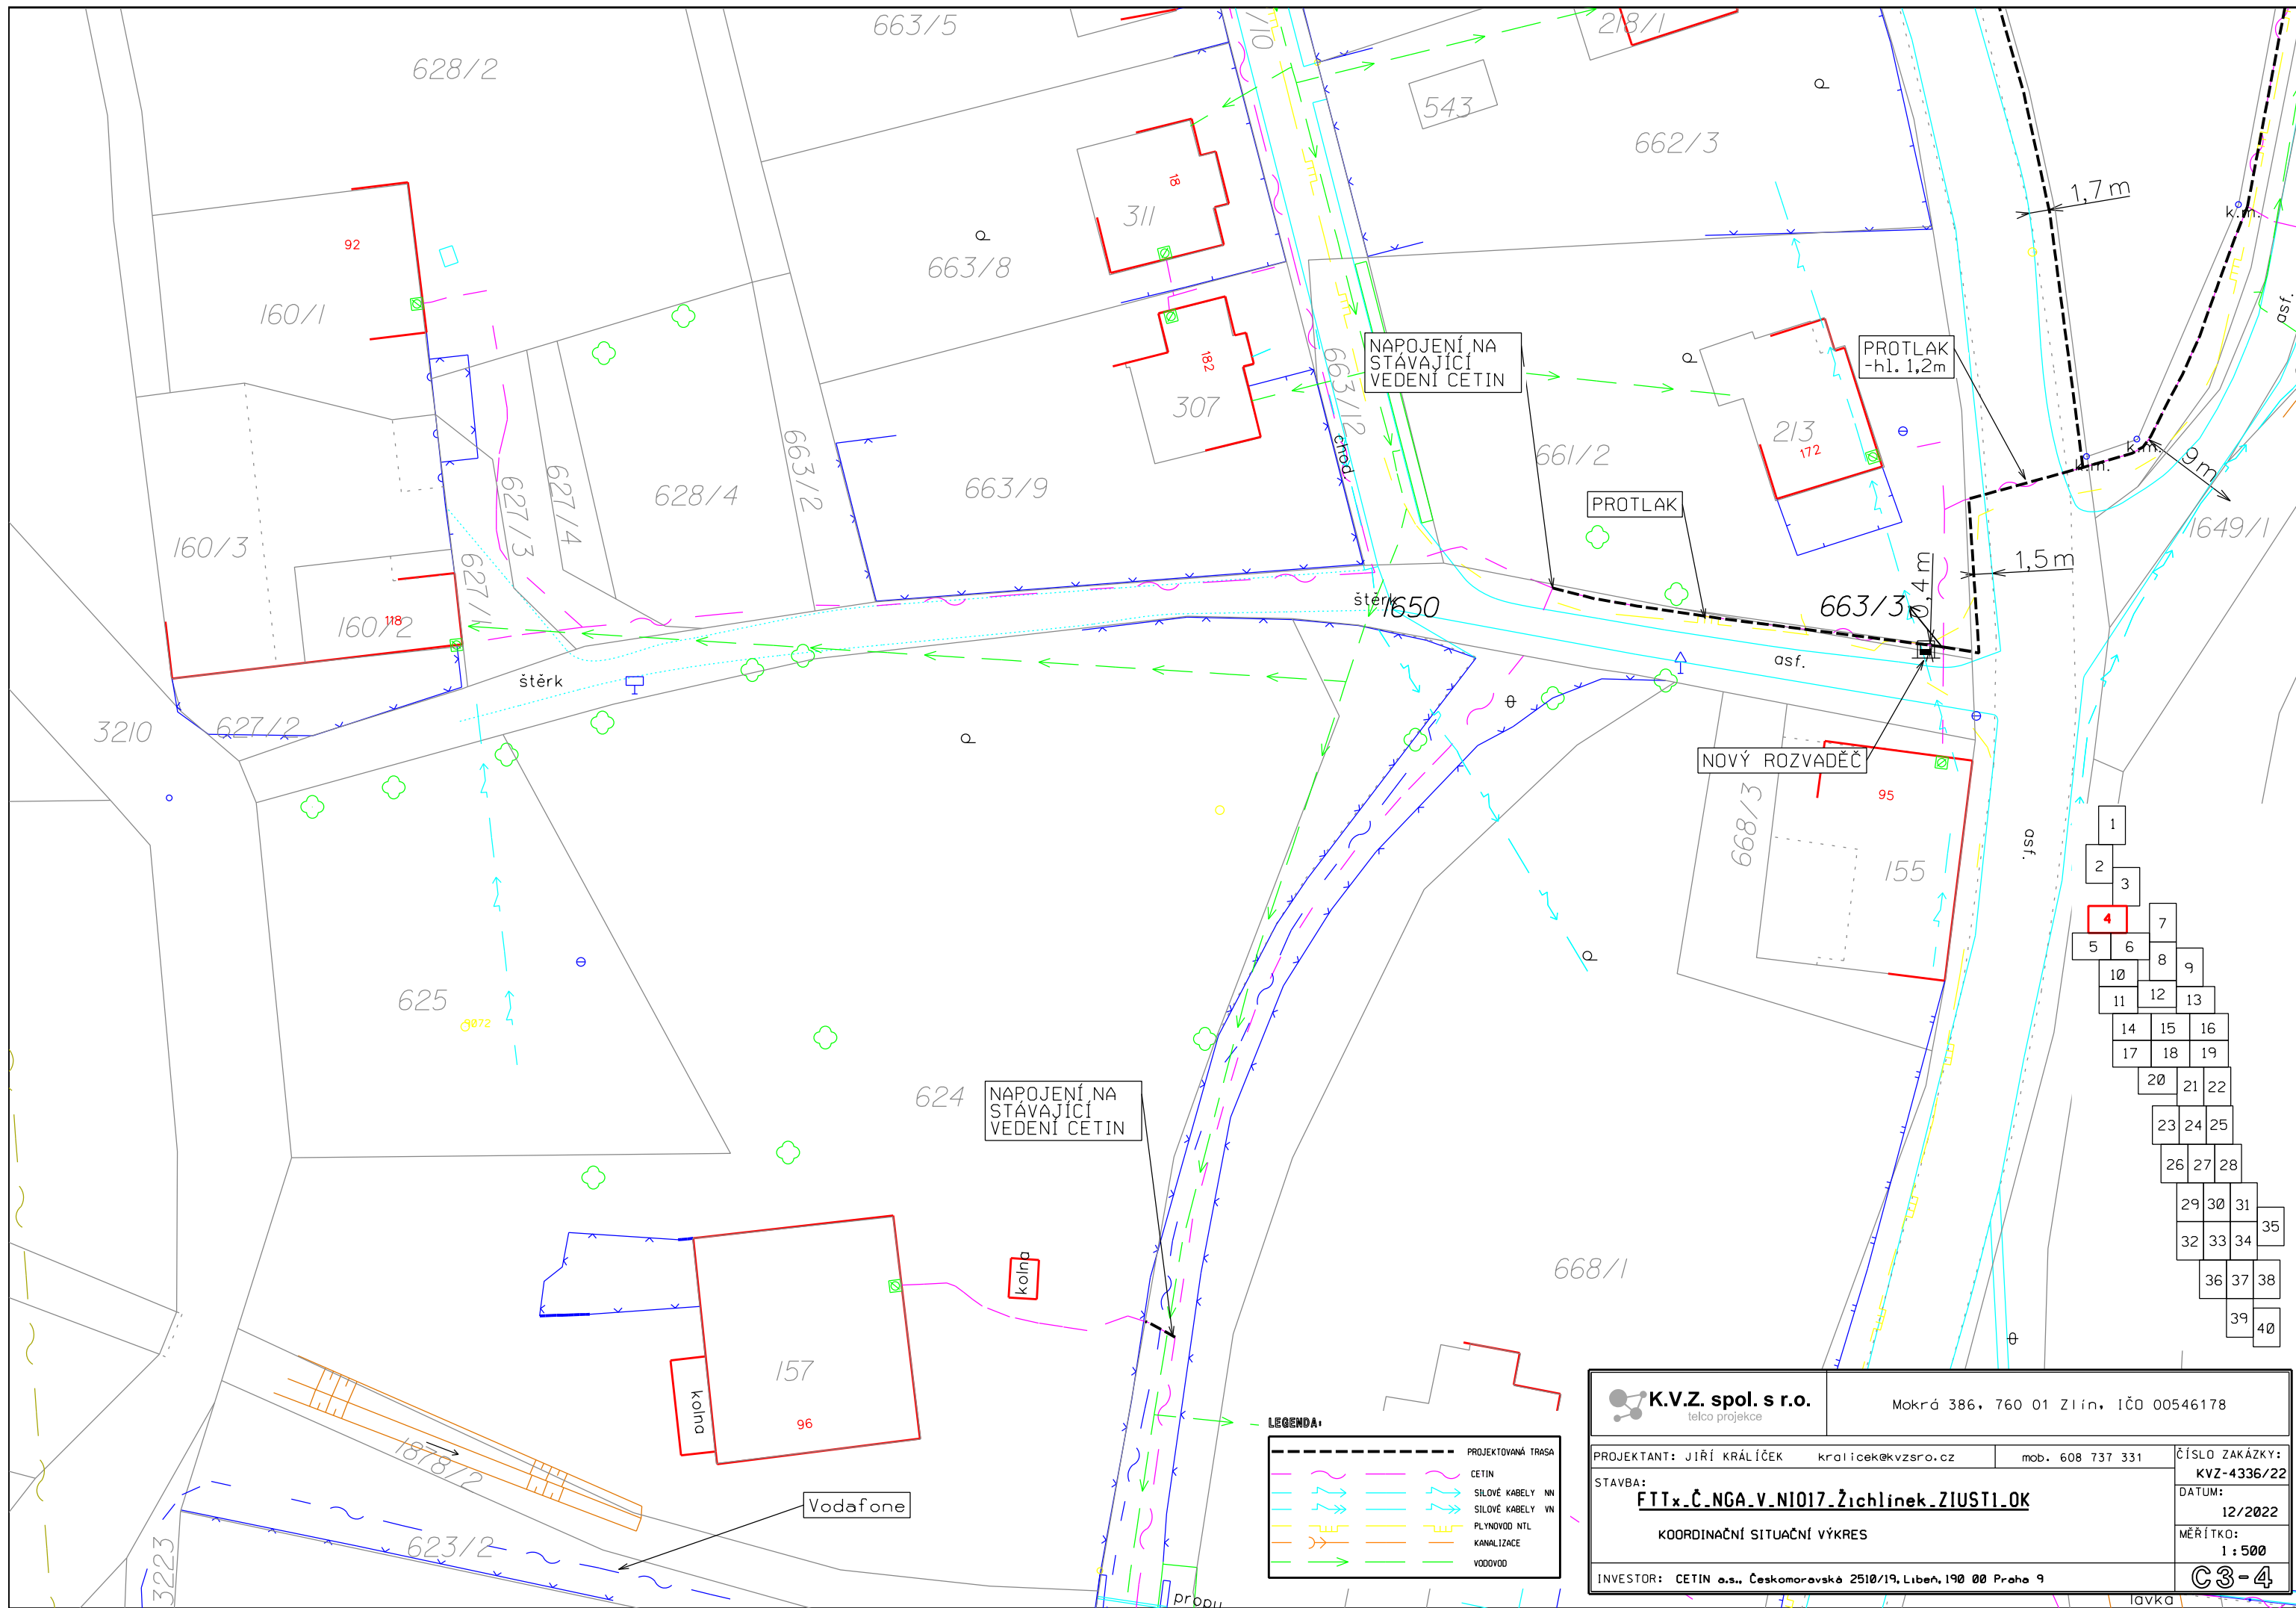 663/5
218/1
628/2
543
662/3
1,7m
k.m.
18
311
92
663/8
160/1
asf.
NAPOJENÍ NA
STÁVAJÍCÍ
VEDENÍ CETIN
PROTLAK
-hl. 1,2m
182
307
663/12
chod.
213
172
661/2
663/2
663/9
628/4
627/4
627/3
k.m.
k.m.
9m
PROTLAK
1649/1
160/3
627/1
1,5m
0,4m
štěrk
1650
663/3
160/2
118
asf.
štěrk
3210
627/2
NOVÝ ROZVADĚČ
95
668/3
155
asf.
625
9072
624
NAPOJENÍ NA
STÁVAJÍCÍ
VEDENÍ CETIN
668/1
kolna
157
96
kolna
1878/2
Vodafone
623/2
3223
propu
lávka
1
2
3
4
7
5 6
8
9
10
11
12
13
14 15 16
17 18 19
20 21 22
23 24 25
26 27 28
29 30 31
35
32 33 34
36 37 38
39
40
LEGENDA:
PROJEKTOVANÁ TRASA
CETIN
SILOVÉ KABELY NN
SILOVÉ KABELY VN
PLYNOVOD NTL
KANALIZACE
VODOVOD
K.V.Z. spol. s r.o.
telco projekce
Mokrá 386, 760 01 Zlín, IČO 00546178
PROJEKTANT: JIŘÍ KRÁLÍČEK kralicek@kvzsro.cz mob. 608 737 331
ČÍSLO ZAKÁZKY:
KVZ-4336/22
STAVBA:
FTTx_Č_NGA_V_NI017_Žichlínek_ZIUST1_OK
KOORDINAČNÍ SITUAČNÍ VÝKRES
DATUM:
12/2022
MĚŘÍTKO:
1:500
INVESTOR: CETIN a.s., Českomoravská 2510/19, Libeň, 190 00 Praha 9
C3-4